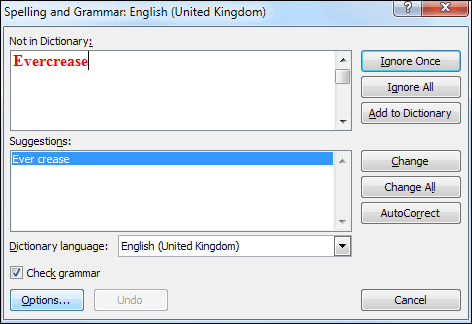 Spelling and Grammar: English (United Kingdom)
Not in Dictionary:
Evercrease
Ignore Once
Ignore All
Add to Dictionary
Suggestions:
Ever crease
Change
Change All
AutoCorrect
Dictionary language: English (United Kingdom)
Check grammar
Options... Undo Cancel